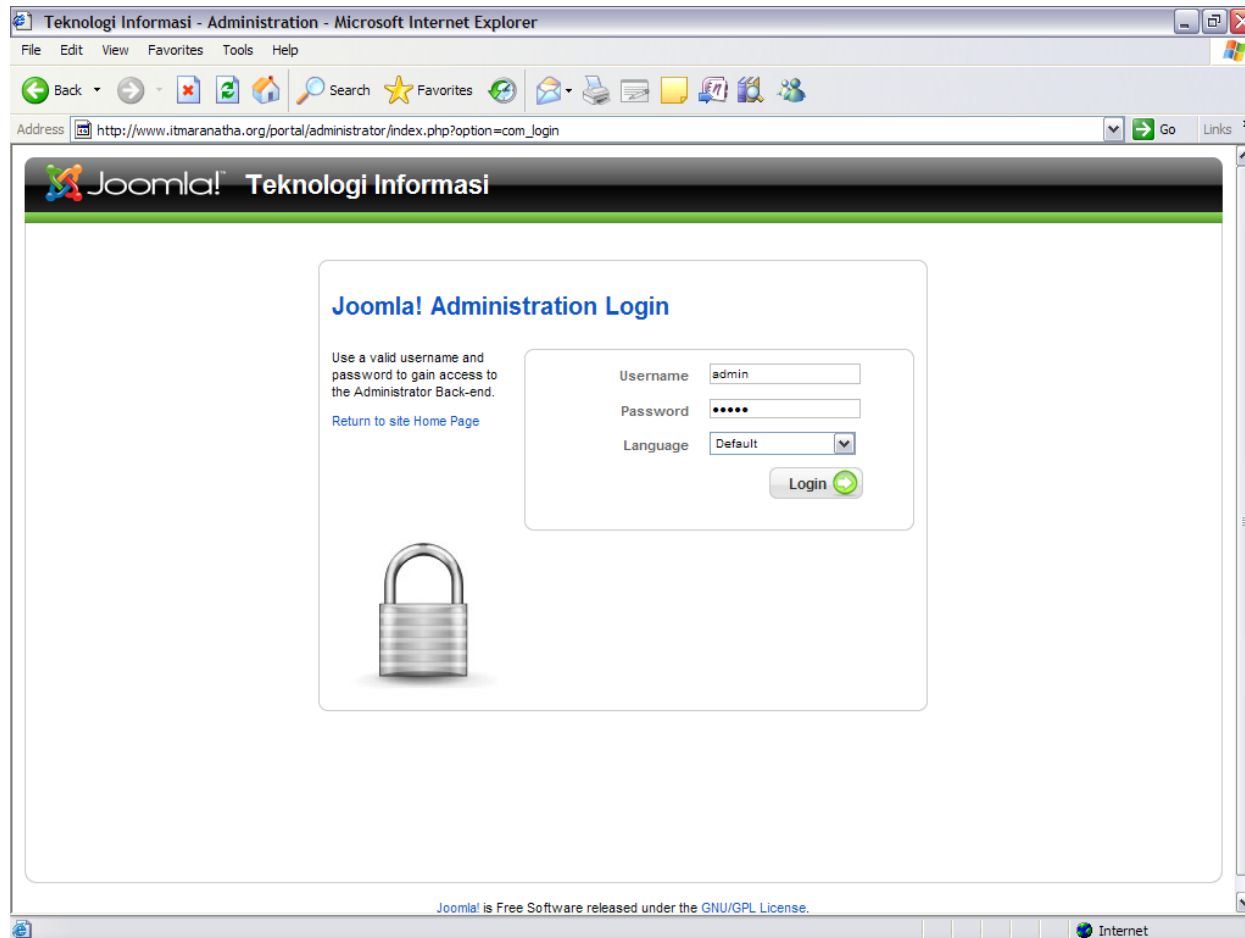 Teknologi Informasi - Administration - Microsoft Internet Explorer
File Edit View Favorites Tools Help
Back Search Favorites
Address http://www.itmaranatha.org/portal/administrator/index.php?option=com_login Go Links
Joomla!™ Teknologi Informasi
Joomla! Administration Login
Use a valid username and
password to gain access to
the Administrator Back-end.
Return to site Home Page
Username admin
Password •••••
Language Default
Login
Joomla! is Free Software released under the GNU/GPL License.
Internet